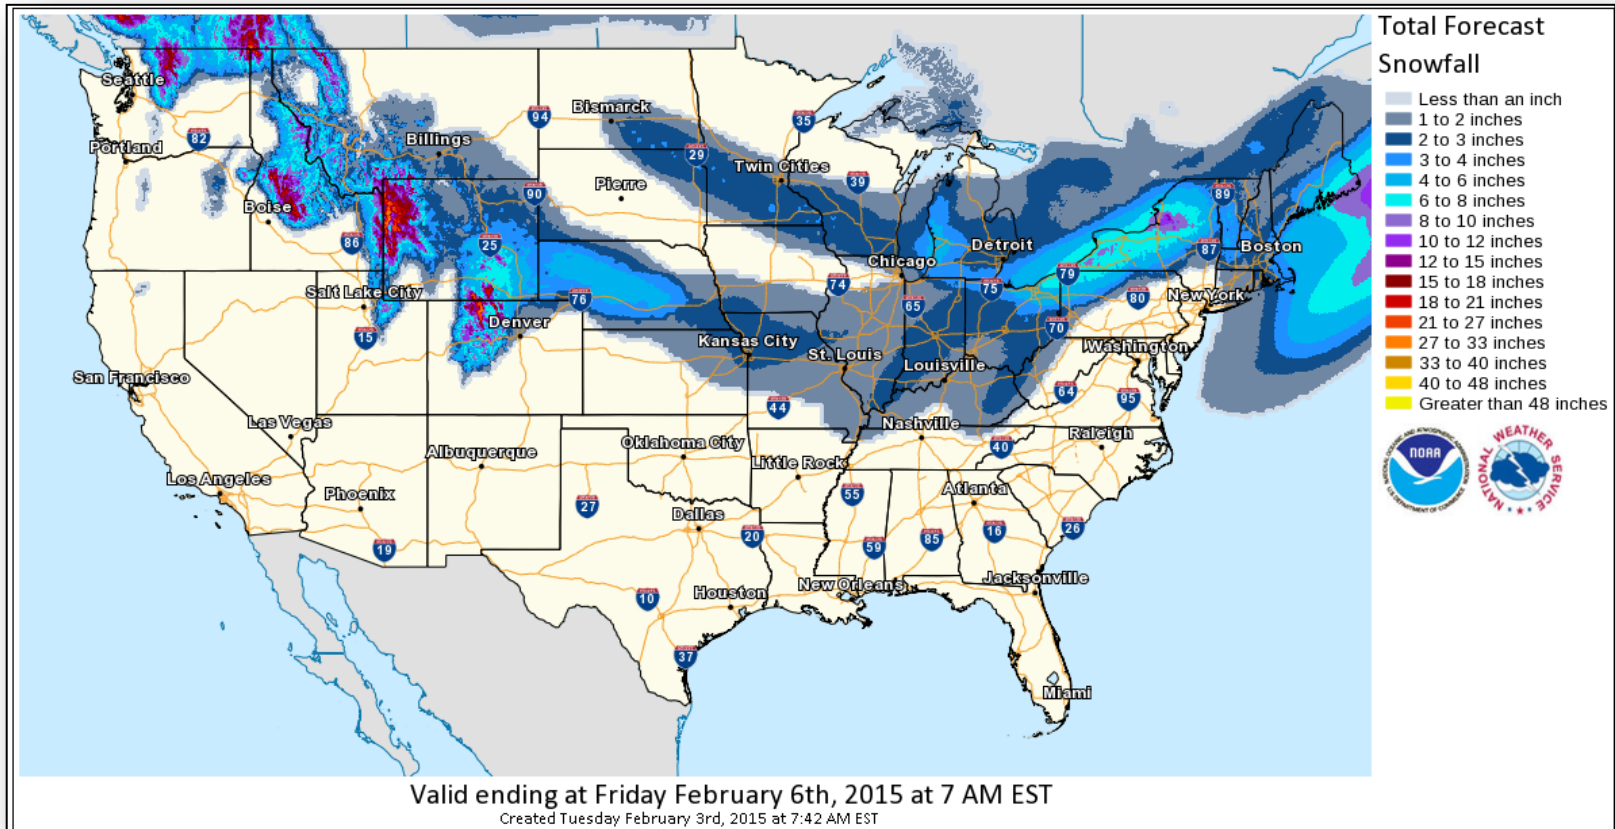 Total Forecast
Snowfall
Less than an inch
1 to 2 inches
2 to 3 inches
3 to 4 inches
4 to 6 inches
6 to 8 inches
8 to 10 inches
10 to 12 inches
12 to 15 inches
15 to 18 inches
18 to 21 inches
21 to 27 inches
27 to 33 inches
33 to 40 inches
40 to 48 inches
Greater than 48 inches
NOAA
NATIONAL WEATHER SERVICE
Seattle
82
Portland
Billings
94
Bismarck
35
29
Twin Cities
39
90
Pierre
Boise
86
25
Salt Lake City
76
15
Denver
Chicago
Detroit
74
65
75
79
89
87
Boston
80
New York
70
Kansas City
St. Louis
Louisville
Washington
64
95
44
Nashville
40
Raleigh
San Francisco
Las Vegas
Los Angeles
Phoenix
Albuquerque
Oklahoma City
Little Rock
27
Dallas
20
55
59
85
Atlanta
16
26
19
10
Houston
New Orleans
Jacksonville
37
Miami
Valid ending at Friday February 6th, 2015 at 7 AM EST
Created Tuesday February 3rd, 2015 at 7:42 AM EST